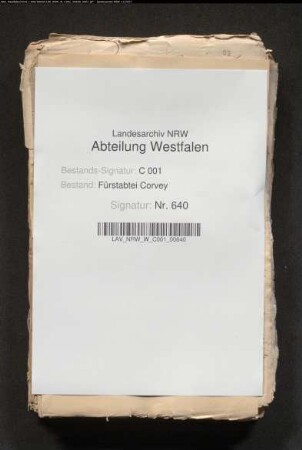 Landesarchiv NRW
Abteilung Westfalen
Bestands-Signatur: C 001
Bestand: Fürstabtei Corvey
Signatur: Nr. 640
LAV_NRW_W_C001_00640